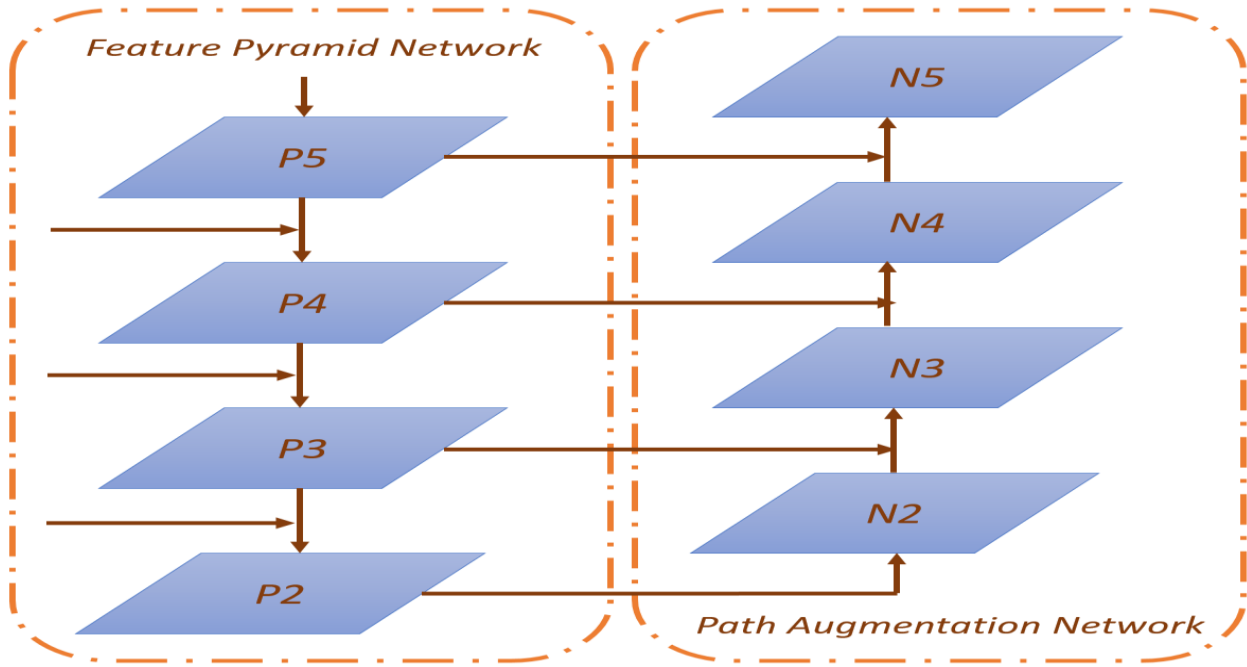 Feature Pyramid Network
P5
P4
P3
P2
N5
N4
N3
N2
Path Augmentation Network